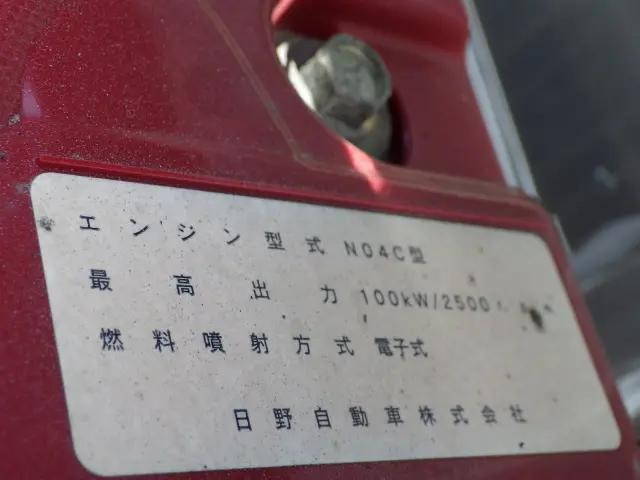 エンジン型式 N04C型
最高出力 100kW/2500
燃料噴射方式 電子式
日野自動車株式会社